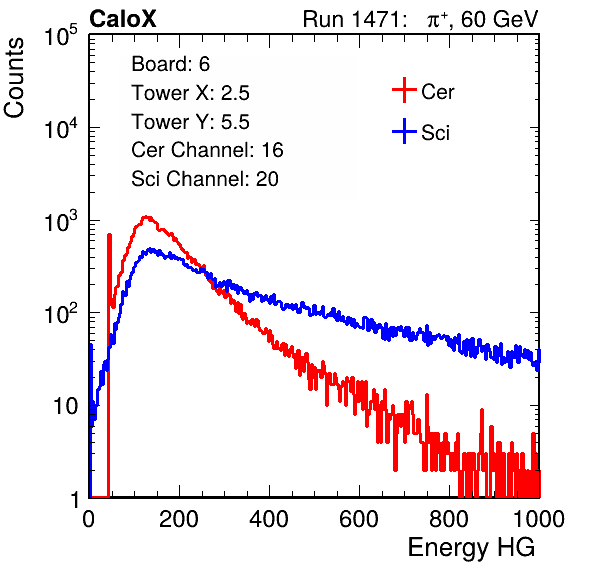 CaloX Run 1471: π⁺, 60 GeV
Counts
Board: 6
Tower X: 2.5
Tower Y: 5.5
Cer Channel: 16
Sci Channel: 20
Cer
Sci
10⁵
10⁴
10³
10²
10
1
0 200 400 600 800 1000
Energy HG